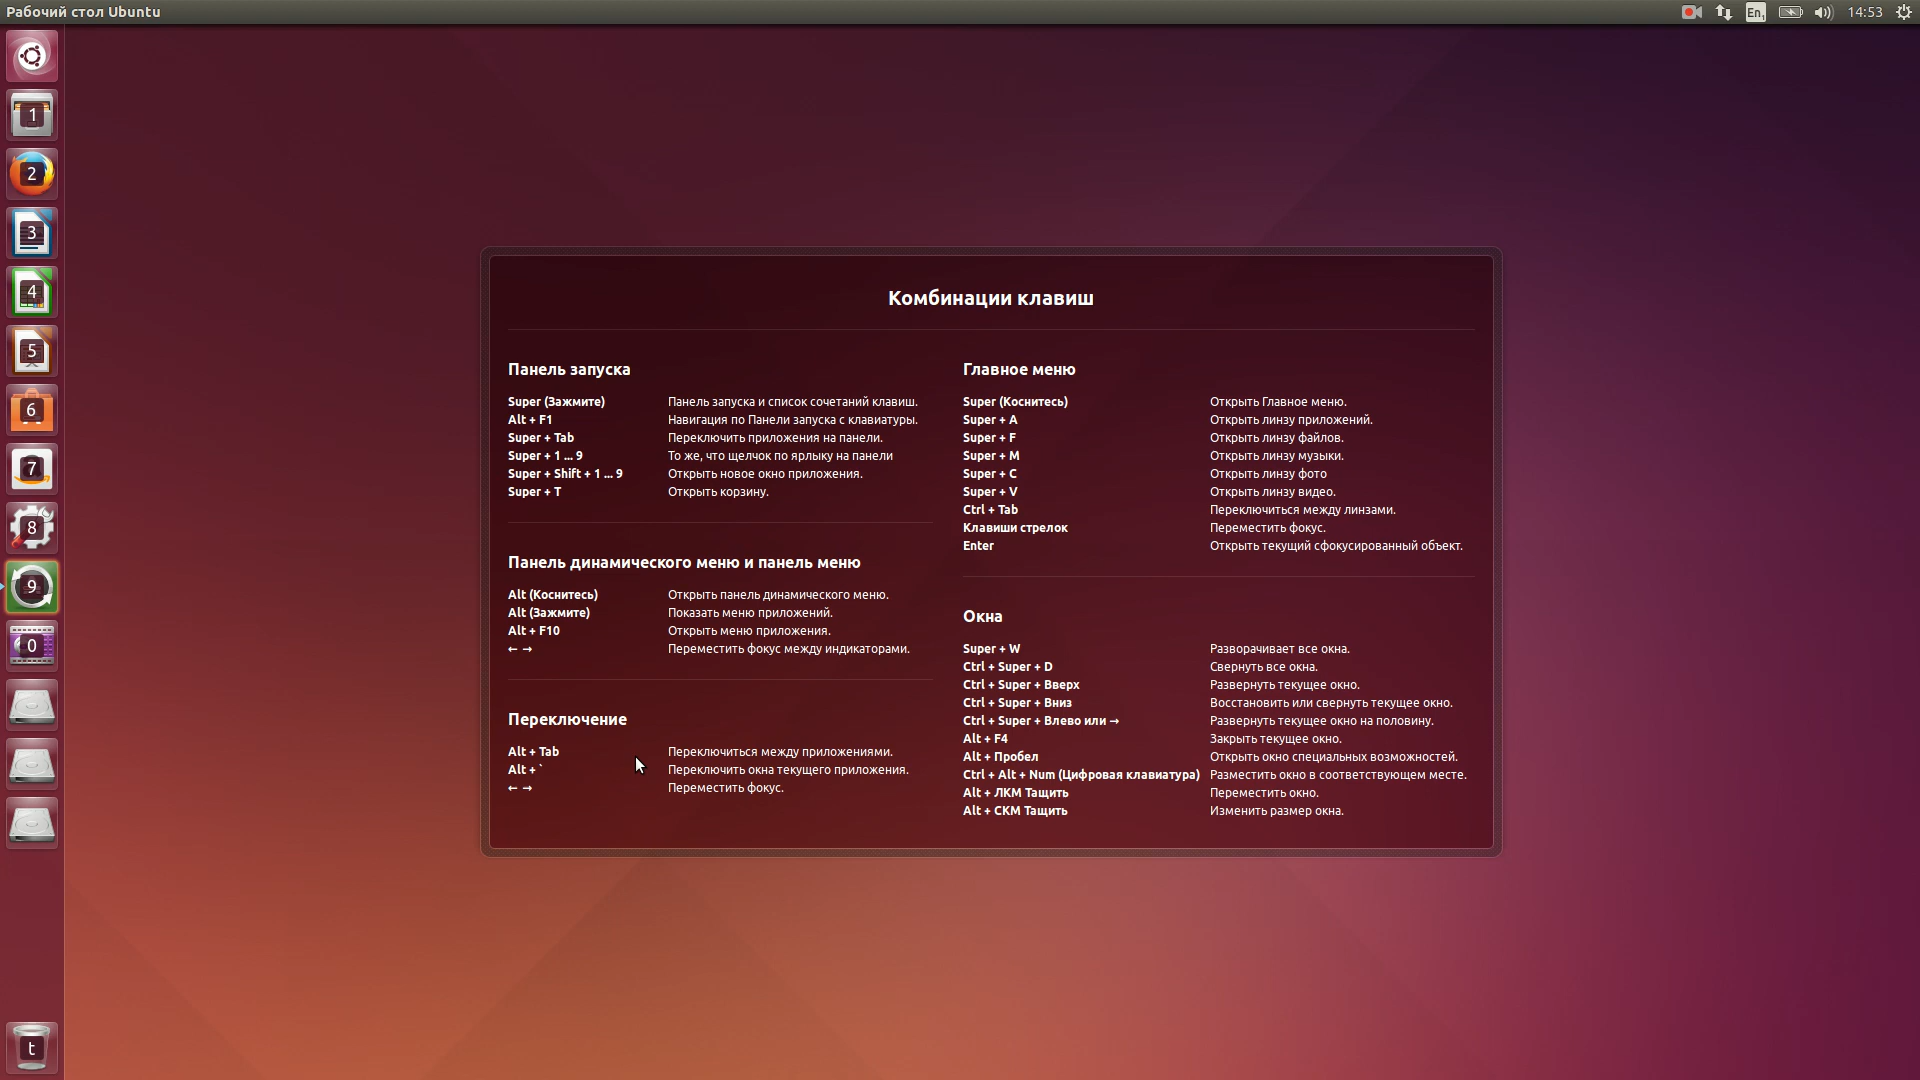 Рабочий стол Ubuntu
En1
14:53
1
2
3
4
5
6
7
8
9
0
t
Комбинации клавиш
Панель запуска
Super (Зажмите) Панель запуска и список сочетаний клавиш.
Alt + F1 Навигация по Панели запуска с клавиатуры.
Super + Tab Переключить приложения на панели.
Super + 1 ... 9 То же, что щелчок по ярлыку на панели
Super + Shift + 1 ... 9 Открыть новое окно приложения.
Super + T Открыть корзину.
Панель динамического меню и панель меню
Alt (Коснитесь) Открыть панель динамического меню.
Alt (Зажмите) Показать меню приложений.
Alt + F10 Открыть меню приложения.
← → Переместить фокус между индикаторами.
Переключение
Alt + Tab Переключиться между приложениями.
Alt + ` Переключить окна текущего приложения.
← → Переместить фокус.
Главное меню
Super (Коснитесь) Открыть Главное меню.
Super + A Открыть линзу приложений.
Super + F Открыть линзу файлов.
Super + M Открыть линзу музыки.
Super + C Открыть линзу фото
Super + V Открыть линзу видео.
Ctrl + Tab Переключиться между линзами.
Клавиши стрелок Переместить фокус.
Enter Открыть текущий сфокусированный объект.
Окна
Super + W Разворачивает все окна.
Ctrl + Super + D Свернуть все окна.
Ctrl + Super + Вверх Развернуть текущее окно.
Ctrl + Super + Вниз Восстановить или свернуть текущее окно.
Ctrl + Super + Влево или → Развернуть текущее окно на половину.
Alt + F4 Закрыть текущее окно.
Alt + Пробел Открыть окно специальных возможностей.
Ctrl + Alt + Num (Цифровая клавиатура) Разместить окно в соответствующем месте.
Alt + ЛКМ Тащить Переместить окно.
Alt + СКМ Тащить Изменить размер окна.